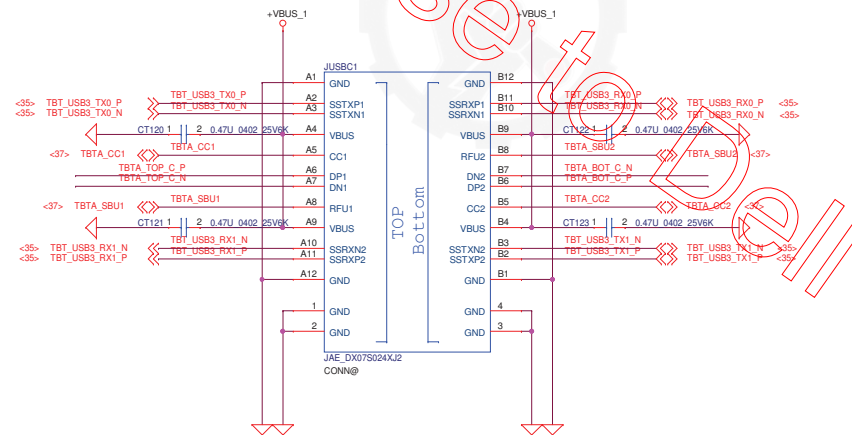 +VBUS_1 +VBUS_1
JUSBC1
A1 GND GND B12
<35> TBT_USB3_TX0_P TBT_USB3_TX0_P A2 SSTXP1 SSRXP1 B11 TBT_USB3_RX0_P TBT_USB3_RX0_P <35>
<35> TBT_USB3_TX0_N TBT_USB3_TX0_N A3 SSTXN1 SSRXN1 B10 TBT_USB3_RX0_N TBT_USB3_RX0_N <35>
CT120 1 2 0.47U_0402_25V6K A4 VBUS VBUS B9 CT122 1 2 0.47U_0402_25V6K
<37> TBTA_CC1 TBTA_CC1 A5 CC1 RFU2 B8 TBTA_SBU2 TBTA_SBU2 <37>
TBTA_TOP_C_P A6 DP1 DN2 B7 TBTA_BOT_C_N
TBTA_TOP_C_N A7 DN1 DP2 B6 TBTA_BOT_C_P
<37> TBTA_SBU1 TBTA_SBU1 A8 RFU1 CC2 B5 TBTA_CC2 TBTA_CC2 <37>
CT121 1 2 0.47U_0402_25V6K A9 VBUS VBUS B4 CT123 1 2 0.47U_0402_25V6K
<35> TBT_USB3_RX1_N TBT_USB3_RX1_N A10 SSRXN2 SSTXN2 B3 TBT_USB3_TX1_N TBT_USB3_TX1_N <35>
<35> TBT_USB3_RX1_P TBT_USB3_RX1_P A11 SSRXP2 SSTXP2 B2 TBT_USB3_TX1_P TBT_USB3_TX1_P <35>
A12 GND GND B1
1 GND GND 4
2 GND GND 3
TOP
Bottom
JAE_DX07S024XJ2
CONN@
to Dell